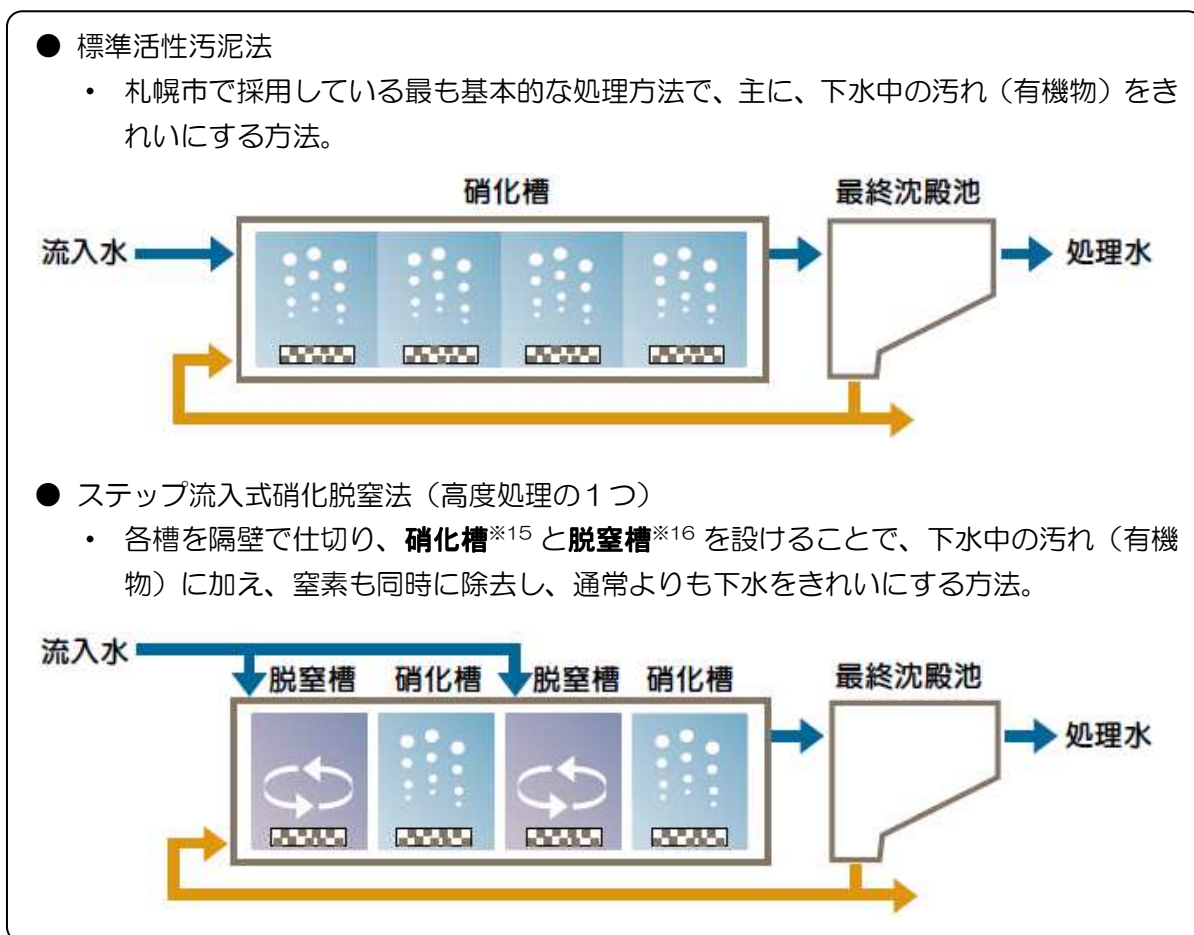 ● 標準活性汚泥法
・ 札幌市で採用している最も基本的な処理方法で、主に、下水中の汚れ（有機物）をき
れいにする方法。
硝化槽
最終沈殿池
流入水
処理水
● ステップ流入式硝化脱窒法（高度処理の１つ）
・ 各槽を隔壁で仕切り、硝化槽※15 と脱窒槽※16 を設けることで、下水中の汚れ（有機
物）に加え、窒素も同時に除去し、通常よりも下水をきれいにする方法。
流入水
脱窒槽 硝化槽 脱窒槽 硝化槽
最終沈殿池
処理水